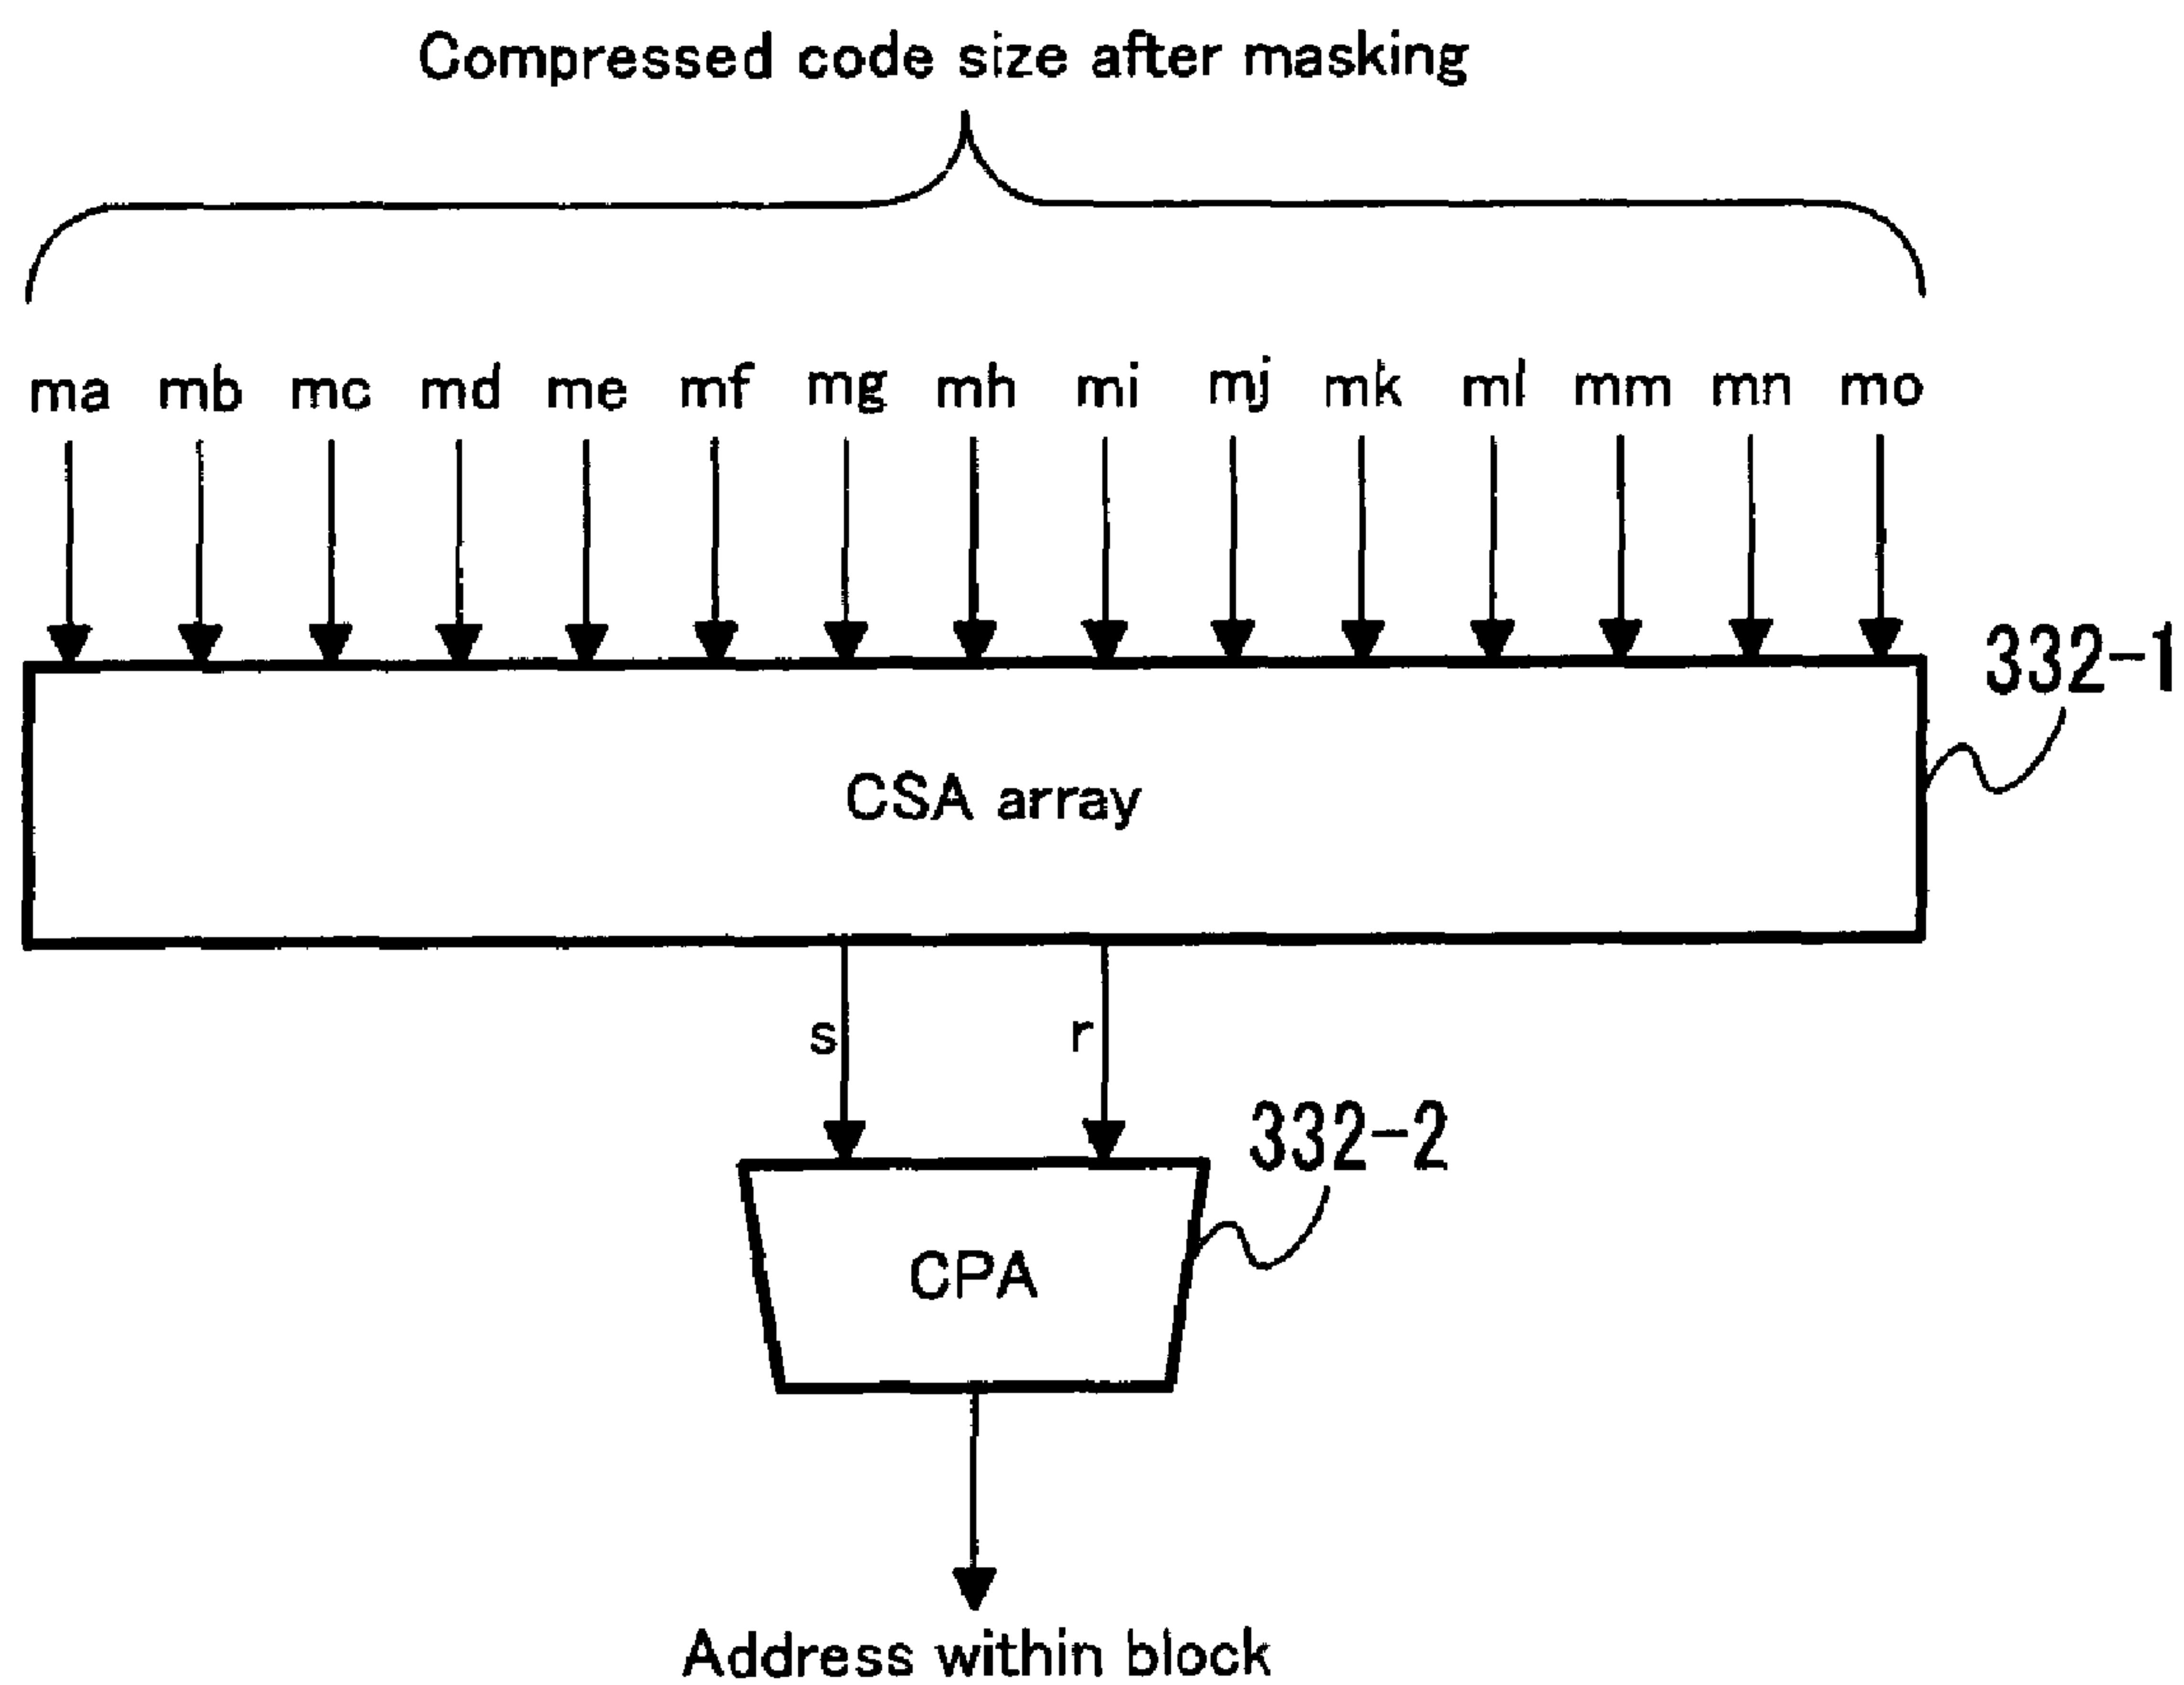 Compressed code size after masking
ma mb mc md me mf mg mh mi mj mk ml mm mn mo
332-1
CSA array
s r
332-2
CPA
Address within block